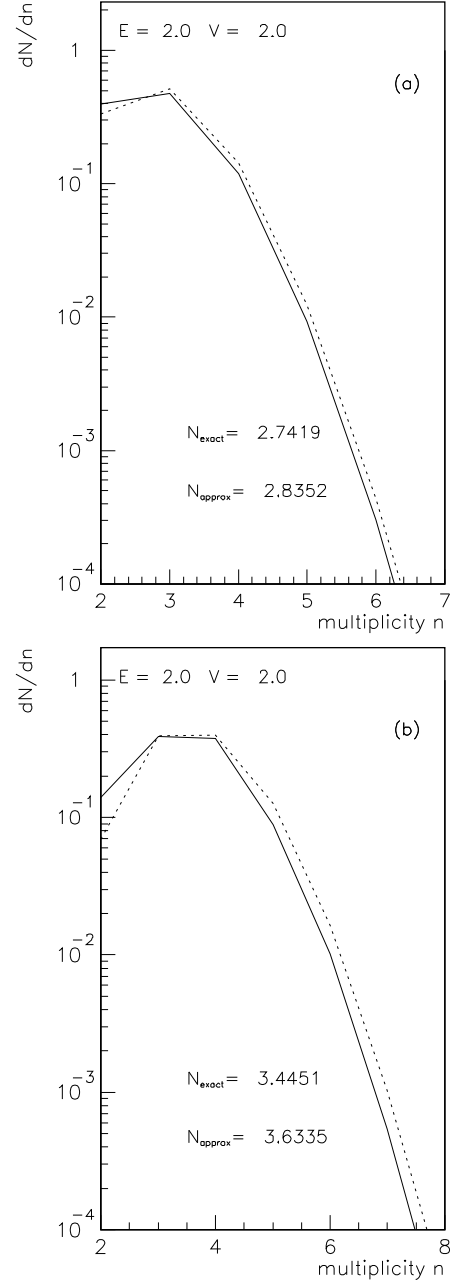 dN/dn
E = 2.0 V = 2.0
(a)
1
10⁻¹
10⁻²
10⁻³
10⁻⁴
N_exact = 2.7419
N_approx = 2.8352
2 3 4 5 6 7
multiplicity n
dN/dn
E = 2.0 V = 2.0
(b)
1
10⁻¹
10⁻²
10⁻³
10⁻⁴
N_exact = 3.4451
N_approx = 3.6335
2 4 6 8
multiplicity n